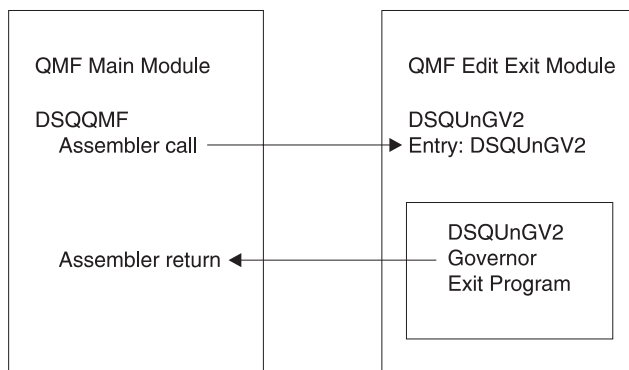 QMF Main Module
DSQQMF
Assembler call
Assembler return
QMF Edit Exit Module
DSQUnGV2
Entry: DSQUnGV2
DSQUnGV2
Governor
Exit Program